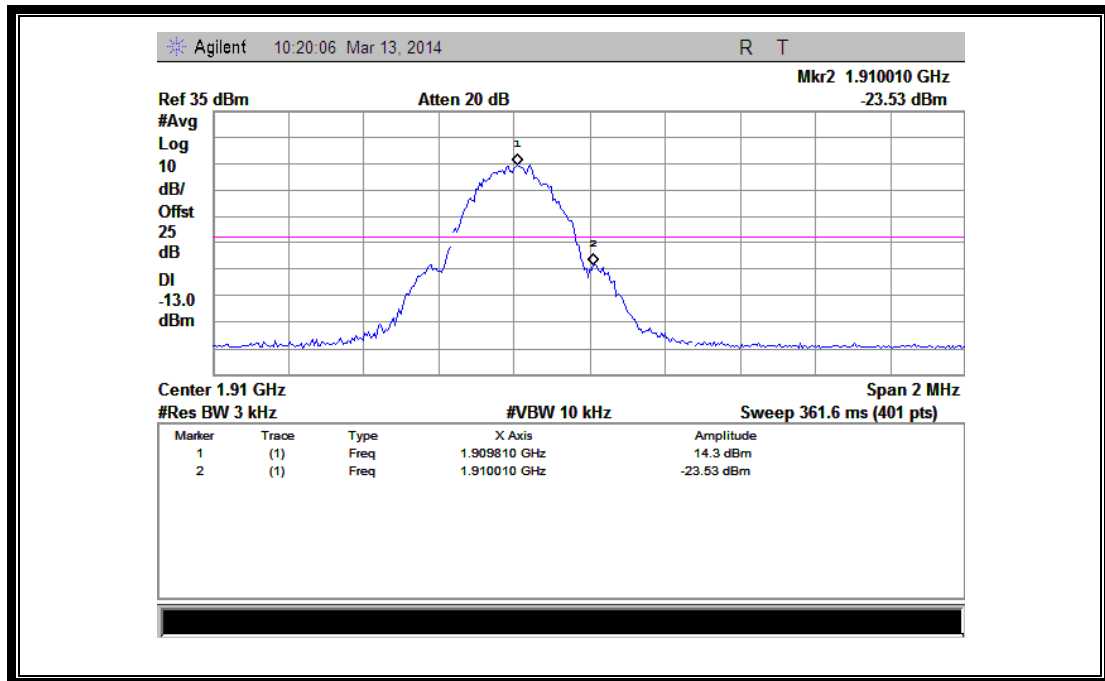 Agilent 10:20:06 Mar 13, 2014 R T
Mkr2 1.910010 GHz
Ref 35 dBm Atten 20 dB -23.53 dBm
#Avg
Log
10
dB/
Offst
25
dB
DI
-13.0
dBm
1
2
Center 1.91 GHz Span 2 MHz
#Res BW 3 kHz #VBW 10 kHz Sweep 361.6 ms (401 pts)
Marker Trace Type X Axis Amplitude
1 (1) Freq 1.909810 GHz 14.3 dBm
2 (1) Freq 1.910010 GHz -23.53 dBm